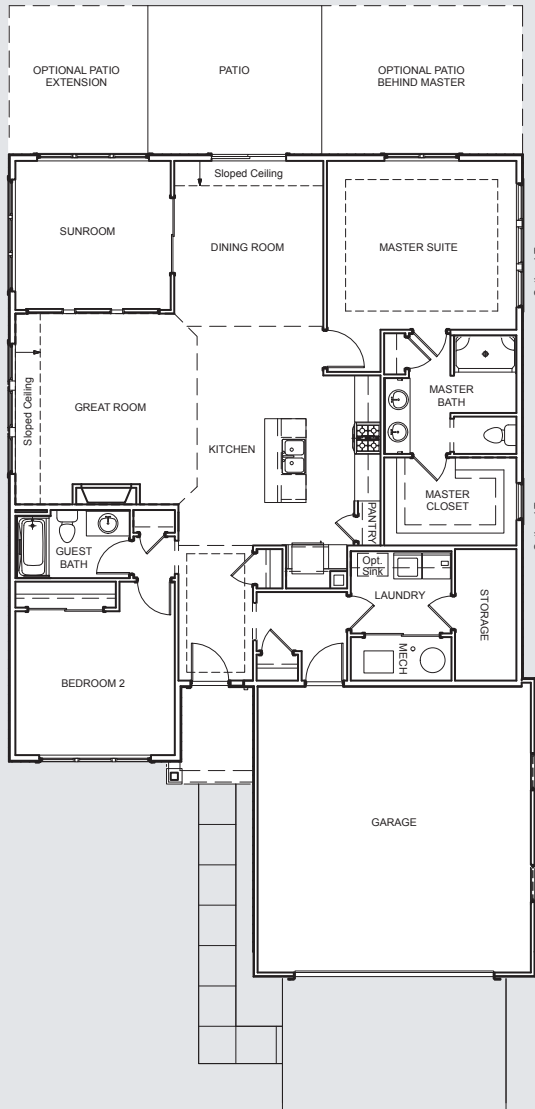 OPTIONAL PATIO
EXTENSION
PATIO
OPTIONAL PATIO
BEHIND MASTER
Sloped Ceiling
SUNROOM
DINING ROOM
MASTER SUITE
Sloped Ceiling
GREAT ROOM
KITCHEN
MASTER
BATH
MASTER
CLOSET
PANTRY
GUEST
BATH
Opt.
Sink
LAUNDRY
STORAGE
MECH
BEDROOM 2
GARAGE